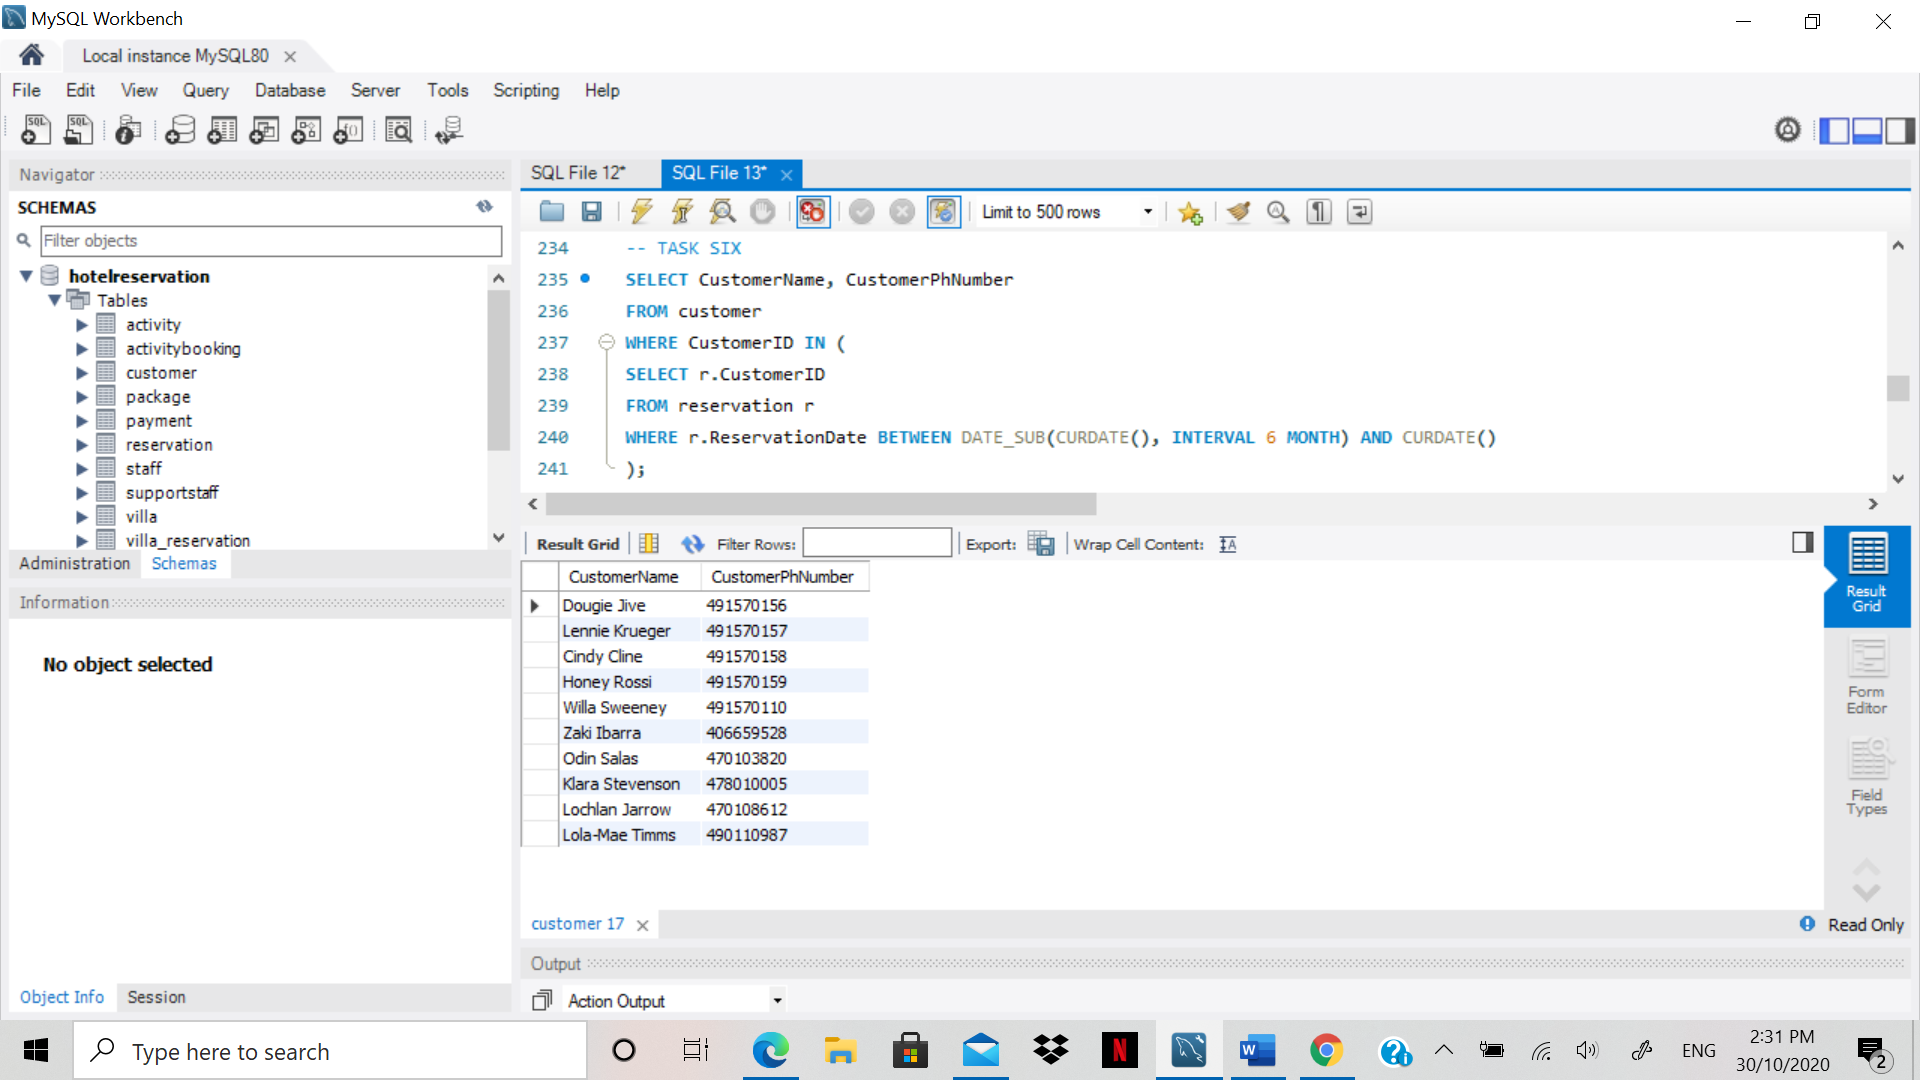 MySQL Workbench
Local instance MySQL80
File Edit View Query Database Server Tools Scripting Help
Navigator
SCHEMAS
Filter objects
hotelreservation
Tables
activity
activitybooking
customer
package
payment
reservation
staff
supportstaff
villa
villa_reservation
Administration Schemas
Information
No object selected
Object Info Session
SQL File 12* SQL File 13*
Limit to 500 rows
234 -- TASK SIX
235 SELECT CustomerName, CustomerPhNumber
236 FROM customer
237 WHERE CustomerID IN (
238 SELECT r.CustomerID
239 FROM reservation r
240 WHERE r.ReservationDate BETWEEN DATE_SUB(CURDATE(), INTERVAL 6 MONTH) AND CURDATE()
241 );
Result Grid Filter Rows: Export: Wrap Cell Content: IA
CustomerName CustomerPhNumber
Dougie Jive 491570156
Lennie Krueger 491570157
Cindy Cline 491570158
Honey Rossi 491570159
Willa Sweeney 491570110
Zaki Ibarra 406659528
Odin Salas 470103820
Klara Stevenson 478010005
Lochlan Jarrow 470108612
Lola-Mae Timms 490110987
Result
Grid
Form
Editor
Field
Types
customer 17
Read Only
Output
Action Output
Type here to search
ENG
2:31 PM
30/10/2020
2